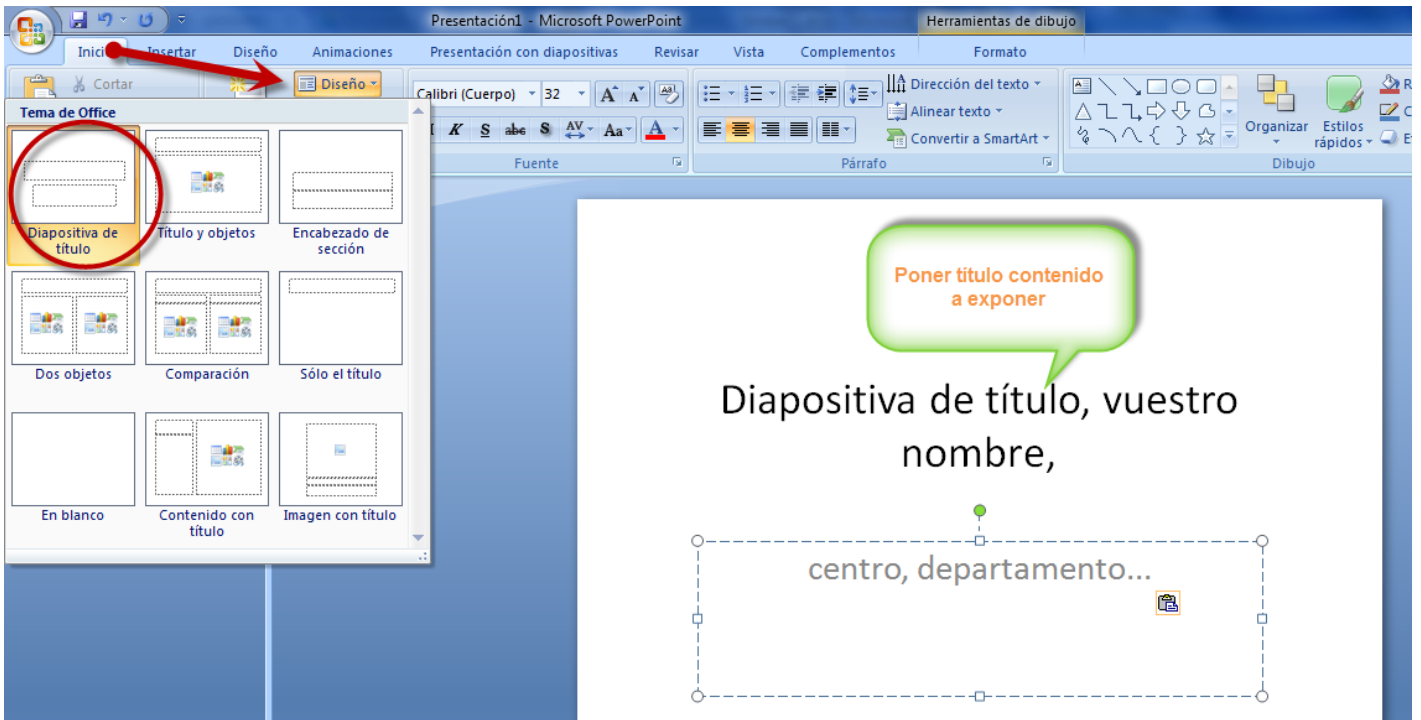 Presentación1 - Microsoft PowerPoint
Herramientas de dibujo
Inicio Insertar Diseño Animaciones Presentación con diapositivas Revisar Vista Complementos Formato
Cortar
Diseño
Calibri (Cuerpo) 32
Dirección del texto
Alinear texto
Convertir a SmartArt
Organizar
Estilos
rápidos
K S abc S AV Aa A
Fuente
Párrafo
Dibujo
Tema de Office
Diapositiva de
título
Título y objetos
Encabezado de
sección
Dos objetos
Comparación
Sólo el título
En blanco
Contenido con
título
Imagen con título
Poner título contenido
a exponer
Diapositiva de título, vuestro
nombre,
centro, departamento...